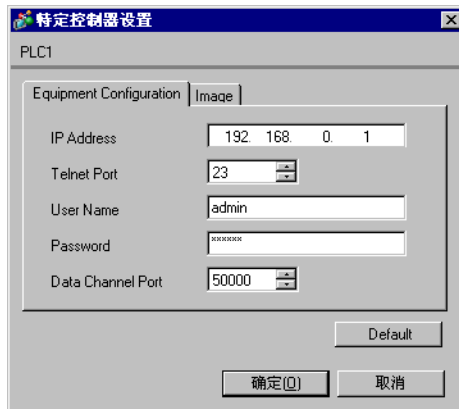 特定控制器设置
PLC1
Equipment Configuration Image
IP Address 192. 168. 0. 1
Telnet Port 23
User Name admin
Password ******
Data Channel Port 50000
Default
确定(O) 取消